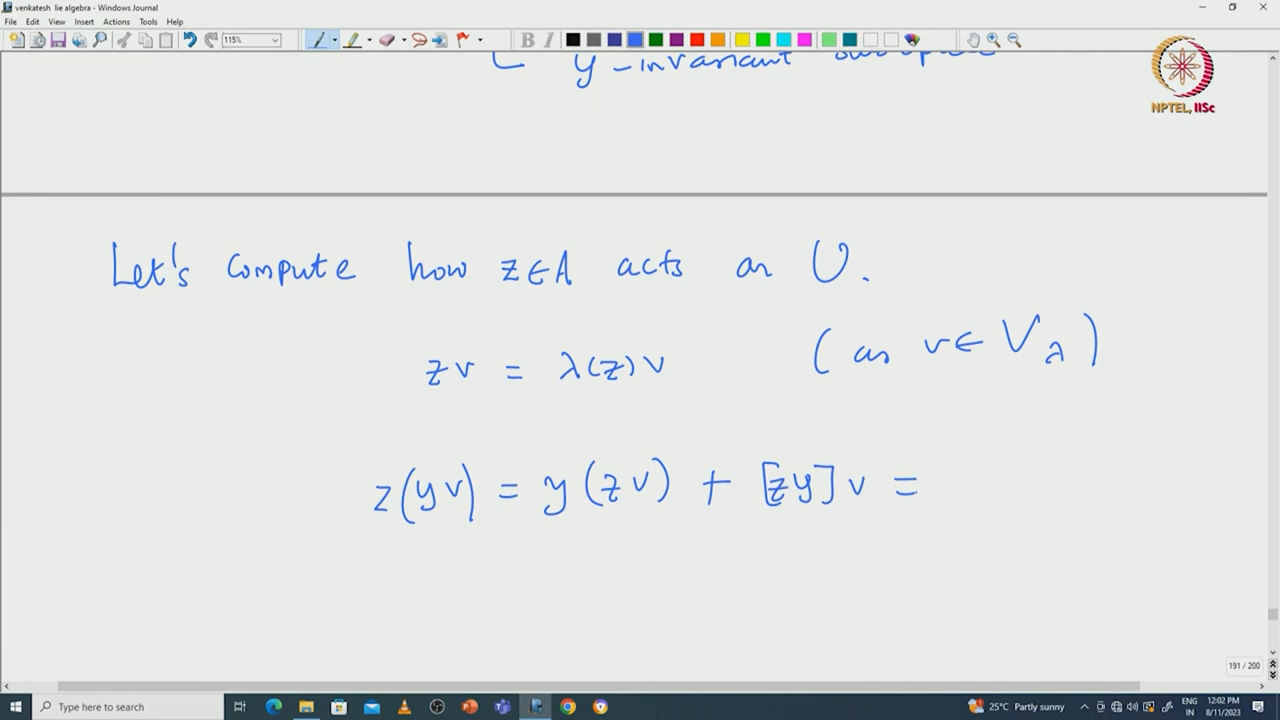 venkatesh lie algebra - Windows Journal
File Edit View Insert Actions Tools Help
115%
B I
y-invariant
NPTEL, IISc
Let's compute how z∈A acts on U.
zv = λ(z)v (as v∈V_λ)
z(yv) = y(zv) + [zy]v =
191 / 200
Type here to search
25°C Partly sunny
ENG
IN
12:02 PM
8/11/2023